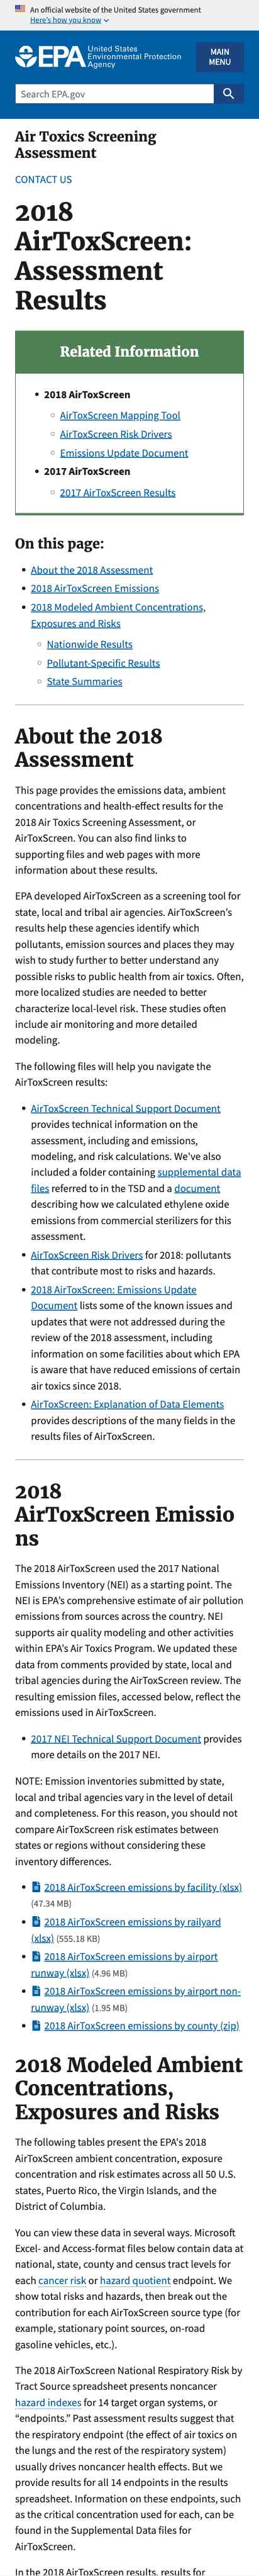 An official website of the United States government
Here's how you know
EPA United States
Environmental Protection
Agency
MAIN
MENU
Search EPA.gov
Air Toxics Screening
Assessment
CONTACT US
2018
AirToxScreen:
Assessment
Results
Related Information
• 2018 AirToxScreen
◦ AirToxScreen Mapping Tool
◦ AirToxScreen Risk Drivers
◦ Emissions Update Document
• 2017 AirToxScreen
◦ 2017 AirToxScreen Results
On this page:
• About the 2018 Assessment
• 2018 AirToxScreen Emissions
• 2018 Modeled Ambient Concentrations,
Exposures and Risks
◦ Nationwide Results
◦ Pollutant-Specific Results
◦ State Summaries
About the 2018
Assessment
This page provides the emissions data, ambient
concentrations and health-effect results for the
2018 Air Toxics Screening Assessment, or
AirToxScreen. You can also find links to
supporting files and web pages with more
information about these results.
EPA developed AirToxScreen as a screening tool for
state, local and tribal air agencies. AirToxScreen's
results help these agencies identify which
pollutants, emission sources and places they may
wish to study further to better understand any
possible risks to public health from air toxics. Often,
more localized studies are needed to better
characterize local-level risk. These studies often
include air monitoring and more detailed
modeling.
The following files will help you navigate the
AirToxScreen results:
• AirToxScreen Technical Support Document
provides technical information on the
assessment, including and emissions,
modeling, and risk calculations. We've also
included a folder containing supplemental data
files referred to in the TSD and a document
describing how we calculated ethylene oxide
emissions from commercial sterilizers for this
assessment.
• AirToxScreen Risk Drivers for 2018: pollutants
that contribute most to risks and hazards.
• 2018 AirToxScreen: Emissions Update
Document lists some of the known issues and
updates that were not addressed during the
review of the 2018 assessment, including
information on some facilities about which EPA
is aware that have reduced emissions of certain
air toxics since 2018.
• AirToxScreen: Explanation of Data Elements
provides descriptions of the many fields in the
results files of AirToxScreen.
2018
AirToxScreen Emissio
ns
The 2018 AirToxScreen used the 2017 National
Emissions Inventory (NEI) as a starting point. The
NEI is EPA's comprehensive estimate of air pollution
emissions from sources across the country. NEI
supports air quality modeling and other activities
within EPA's Air Toxics Program. We updated these
data from comments provided by state, local and
tribal agencies during the AirToxScreen review. The
resulting emission files, accessed below, reflect the
emissions used in AirToxScreen.
• 2017 NEI Technical Support Document provides
more details on the 2017 NEI.
NOTE: Emission inventories submitted by state,
local and tribal agencies vary in the level of detail
and completeness. For this reason, you should not
compare AirToxScreen risk estimates between
states or regions without considering these
inventory differences.
• 2018 AirToxScreen emissions by facility (xlsx)
(47.34 MB)
• 2018 AirToxScreen emissions by railyard
(xlsx) (555.18 KB)
• 2018 AirToxScreen emissions by airport
runway (xlsx) (4.96 MB)
• 2018 AirToxScreen emissions by airport non-
runway (xlsx) (1.95 MB)
• 2018 AirToxScreen emissions by county (zip)
2018 Modeled Ambient
Concentrations,
Exposures and Risks
The following tables present the EPA's 2018
AirToxScreen ambient concentration, exposure
concentration and risk estimates across all 50 U.S.
states, Puerto Rico, the Virgin Islands, and the
District of Columbia.
You can view these data in several ways. Microsoft
Excel- and Access-format files below contain data at
national, state, county and census tract levels for
each cancer risk or hazard quotient endpoint. We
show total risks and hazards, then break out the
contribution for each AirToxScreen source type (for
example, stationary point sources, on-road
gasoline vehicles, etc.).
The 2018 AirToxScreen National Respiratory Risk by
Tract Source spreadsheet presents noncancer
hazard indexes for 14 target organ systems, or
“endpoints.” Past assessment results suggest that
the respiratory endpoint (the effect of air toxics on
the lungs and the rest of the respiratory system)
usually drives noncancer health effects. But we
provide results for all 14 endpoints in the results
spreadsheet. Information on these endpoints, such
as the critical concentration used for each, can be
found in the Supplemental Data files for
AirToxScreen.
In the 2018 AirToxScreen results, results for